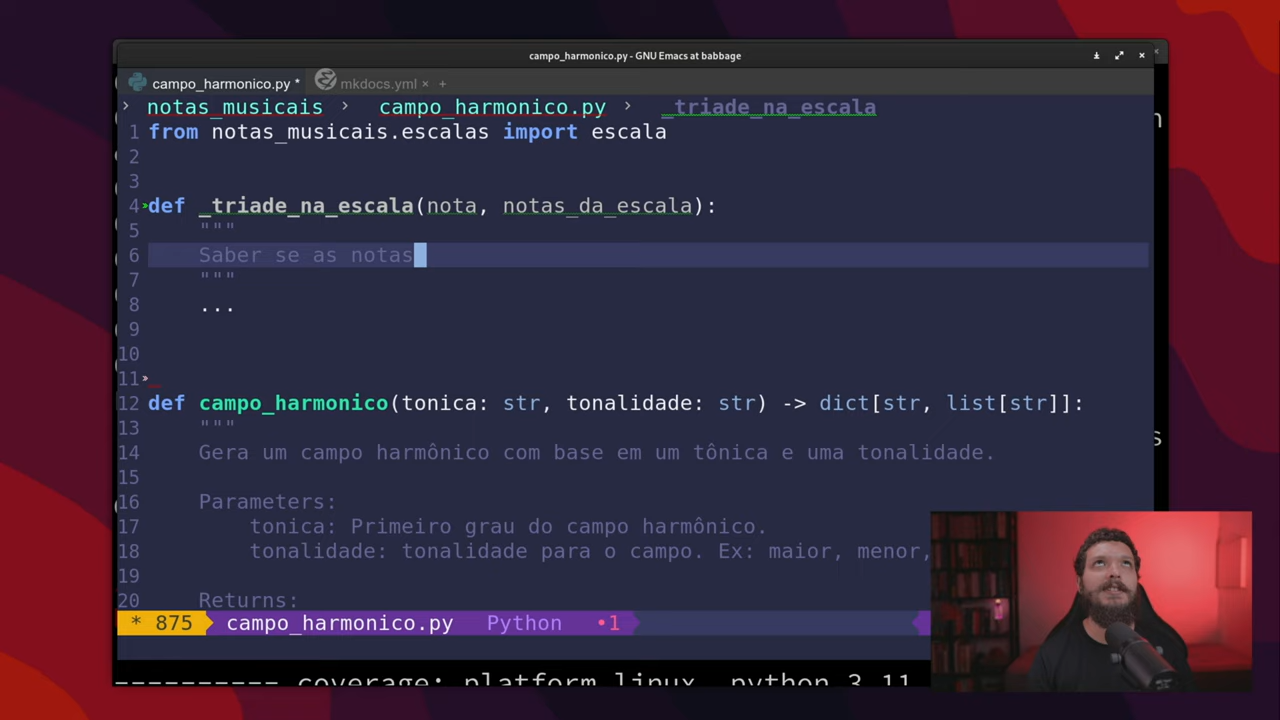 campo_harmonico.py - GNU Emacs at babbage
campo_harmonico.py * mkdocs.yml × +
› notas_musicais › campo_harmonico.py › _triade_na_escala
1 from notas_musicais.escalas import escala
2
3
4 def _triade_na_escala(nota, notas_da_escala):
5 """
6 Saber se as notas
7 """
8 ...
9
10
11
12 def campo_harmonico(tonica: str, tonalidade: str) -> dict[str, list[str]]:
13 """
14 Gera um campo harmônico com base em um tônica e uma tonalidade.
15
16 Parameters:
17 tonica: Primeiro grau do campo harmônico.
18 tonalidade: tonalidade para o campo. Ex: maior, menor,
19
20 Returns:
* 875 campo_harmonico.py Python •1
---------- coverage: platform linux, python 3.11